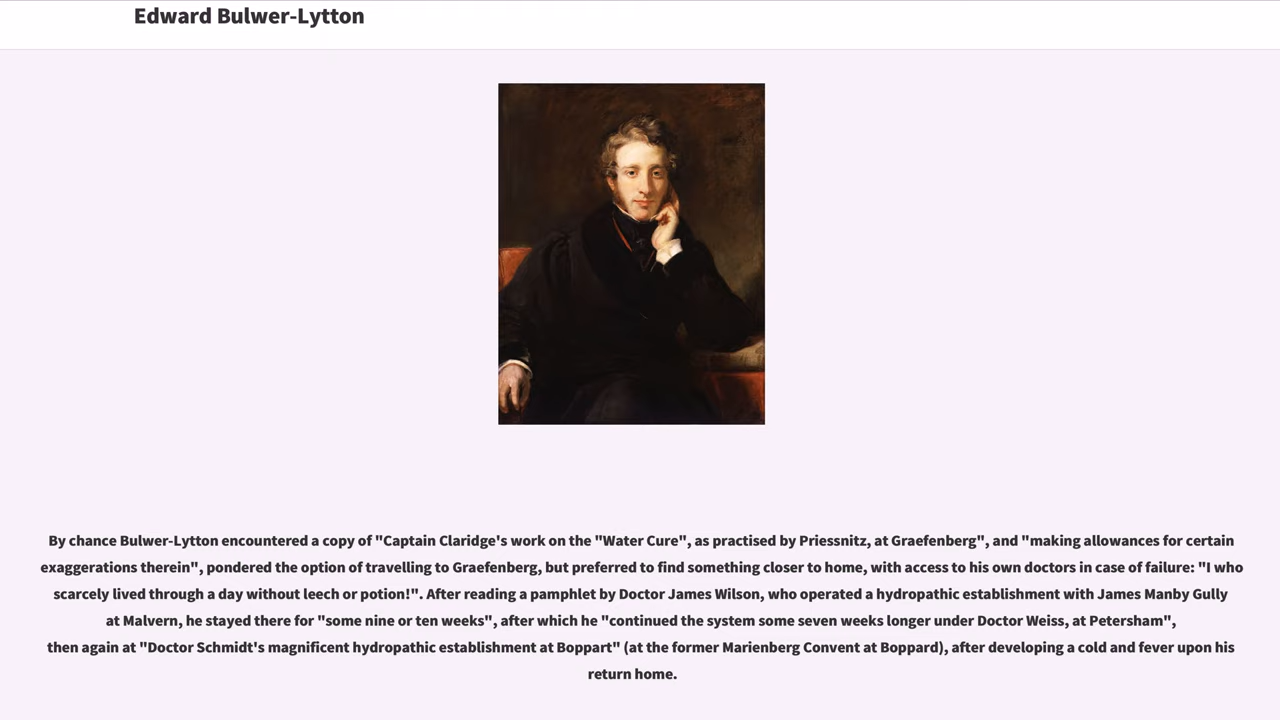 Edward Bulwer-Lytton
By chance Bulwer-Lytton encountered a copy of "Captain Claridge's work on the "Water Cure", as practised by Priessnitz, at Graefenberg", and "making allowances for certain
exaggerations therein", pondered the option of travelling to Graefenberg, but preferred to find something closer to home, with access to his own doctors in case of failure: "I who
scarcely lived through a day without leech or potion!". After reading a pamphlet by Doctor James Wilson, who operated a hydropathic establishment with James Manby Gully
at Malvern, he stayed there for "some nine or ten weeks", after which he "continued the system some seven weeks longer under Doctor Weiss, at Petersham",
then again at "Doctor Schmidt's magnificent hydropathic establishment at Boppart" (at the former Marienberg Convent at Boppard), after developing a cold and fever upon his
return home.